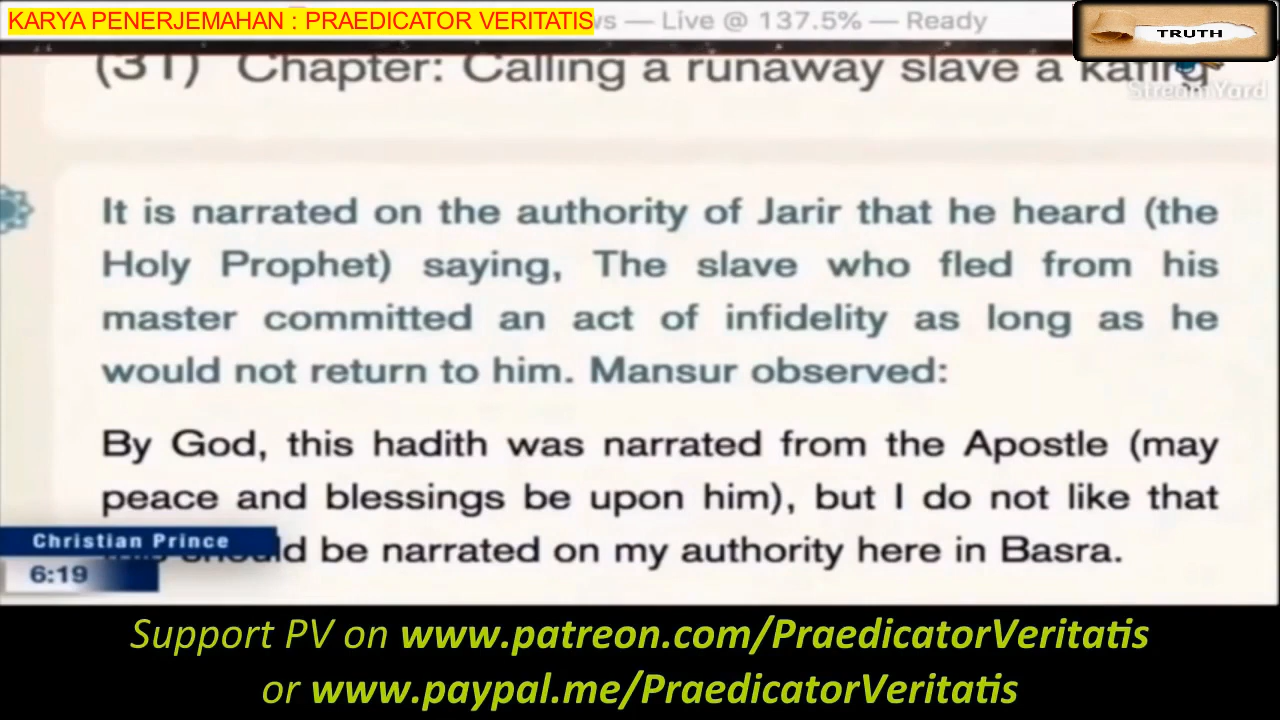 KARYA PENERJEMAHAN : PRAEDICATOR VERITATIS
— Live @ 137.5% — Ready
TRUTH
(31) Chapter: Calling a runaway slave a kafir
StreamYard
It is narrated on the authority of Jarir that he heard (the
Holy Prophet) saying, The slave who fled from his
master committed an act of infidelity as long as he
would not return to him. Mansur observed:
By God, this hadith was narrated from the Apostle (may
peace and blessings be upon him), but I do not like that
be narrated on my authority here in Basra.
Christian Prince
6:19
Support PV on www.patreon.com/PraedicatorVeritatis
or www.paypal.me/PraedicatorVeritatis